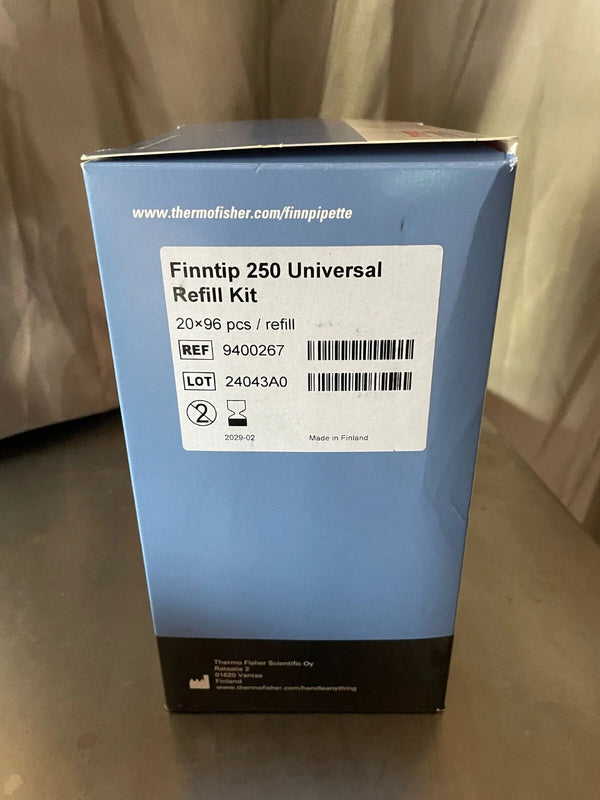 www.thermofisher.com/finnpipette
Finntip 250 Universal
Refill Kit
20×96 pcs / refill
REF 9400267
LOT 24043A0
2
2029-02 Made in Finland
Thermo Fisher Scientific Oy
Ratastie 2
01620 Vantaa
Finland
www.thermofisher.com/handleanything